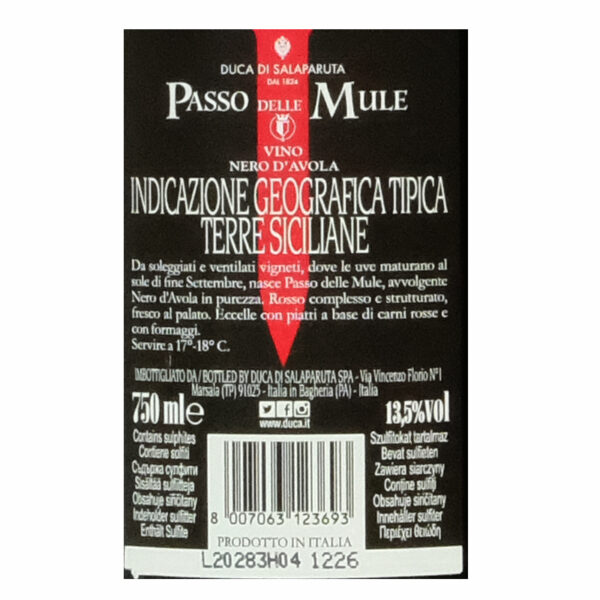 DUCA DI SALAPARUTA
DAL 1824
PASSO DELLE MULE
VINO
NERO D'AVOLA
INDICAZIONE GEOGRAFICA TIPICA
TERRE SICILIANE
Da soleggiati e ventilati vigneti, dove le uve maturano al
sole di fine Settembre, nasce Passo delle Mule, avvolgente
Nero d'Avola in purezza. Rosso complesso e strutturato,
fresco al palato. Eccelle con piatti a base di carni rosse e
con formaggi.
Servire a 17°-18° C.
IMBOTTIGLIATO DA / BOTTLED BY DUCA DI SALAPARUTA SPA - Via Vincenzo Florio N°1
Marsala (TP) 91025 - Italia in Bagheria (PA) - Italia
750 ml e 13,5%vol
www.duca.it
Contains sulphites
Contiene solfiti
Съдържа сулфити
Sisältää sulfiitteja
Obsahuje siričitany
Indeholder sulfitter
Enthält Sulfite
Szulfitokat tartalmaz
Bevat sulfieten
Zawiera siarczyny
Conţine sulfiţi
Obsahuje siričitany
Innehåller sulfiter
Περιέχει θειώδη
8 007063 123693
PRODOTTO IN ITALIA
L20283H04 1226